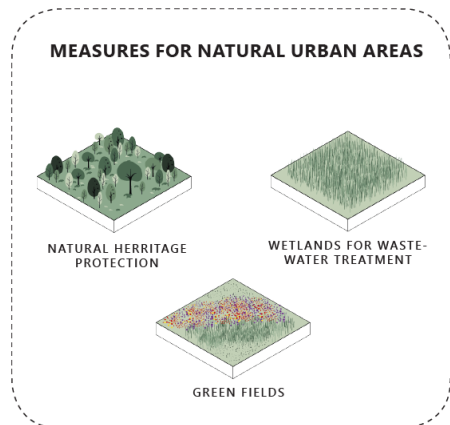 MEASURES FOR NATURAL URBAN AREAS
NATURAL HERRITAGE
PROTECTION
WETLANDS FOR WASTE-
WATER TREATMENT
GREEN FIELDS